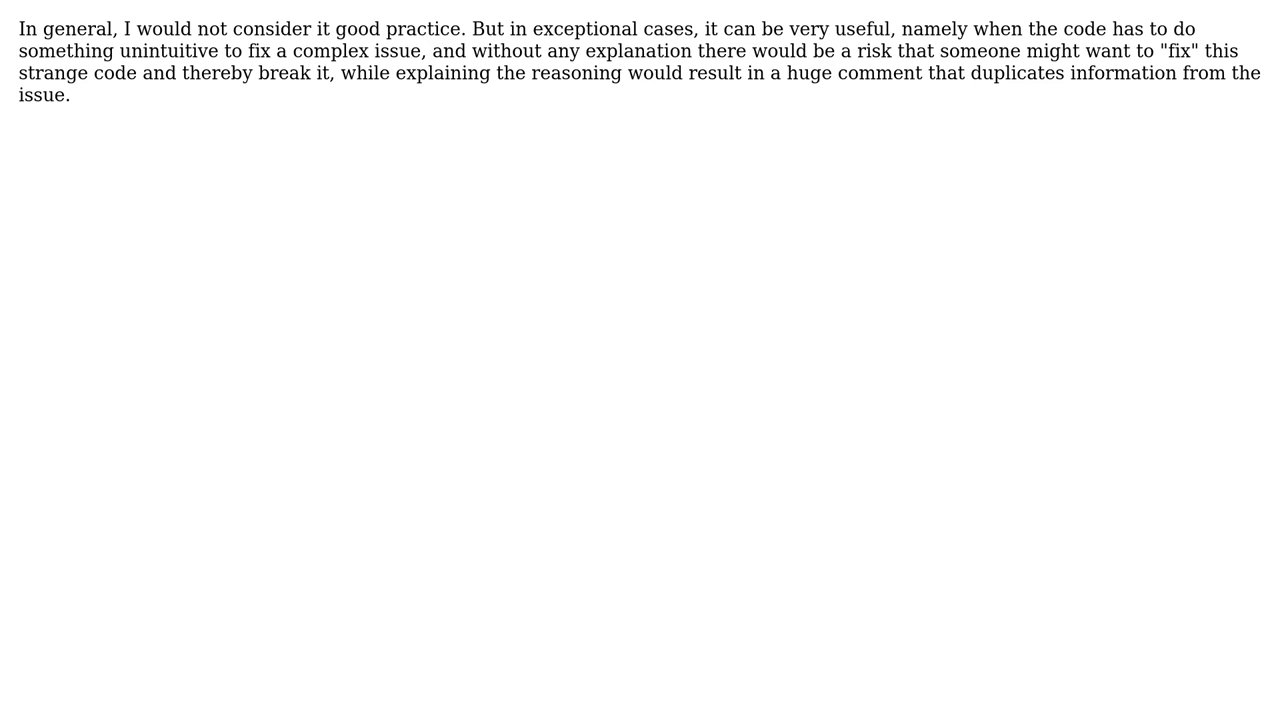 In general, I would not consider it good practice. But in exceptional cases, it can be very useful, namely when the code has to do
something unintuitive to fix a complex issue, and without any explanation there would be a risk that someone might want to "fix" this
strange code and thereby break it, while explaining the reasoning would result in a huge comment that duplicates information from the
issue.